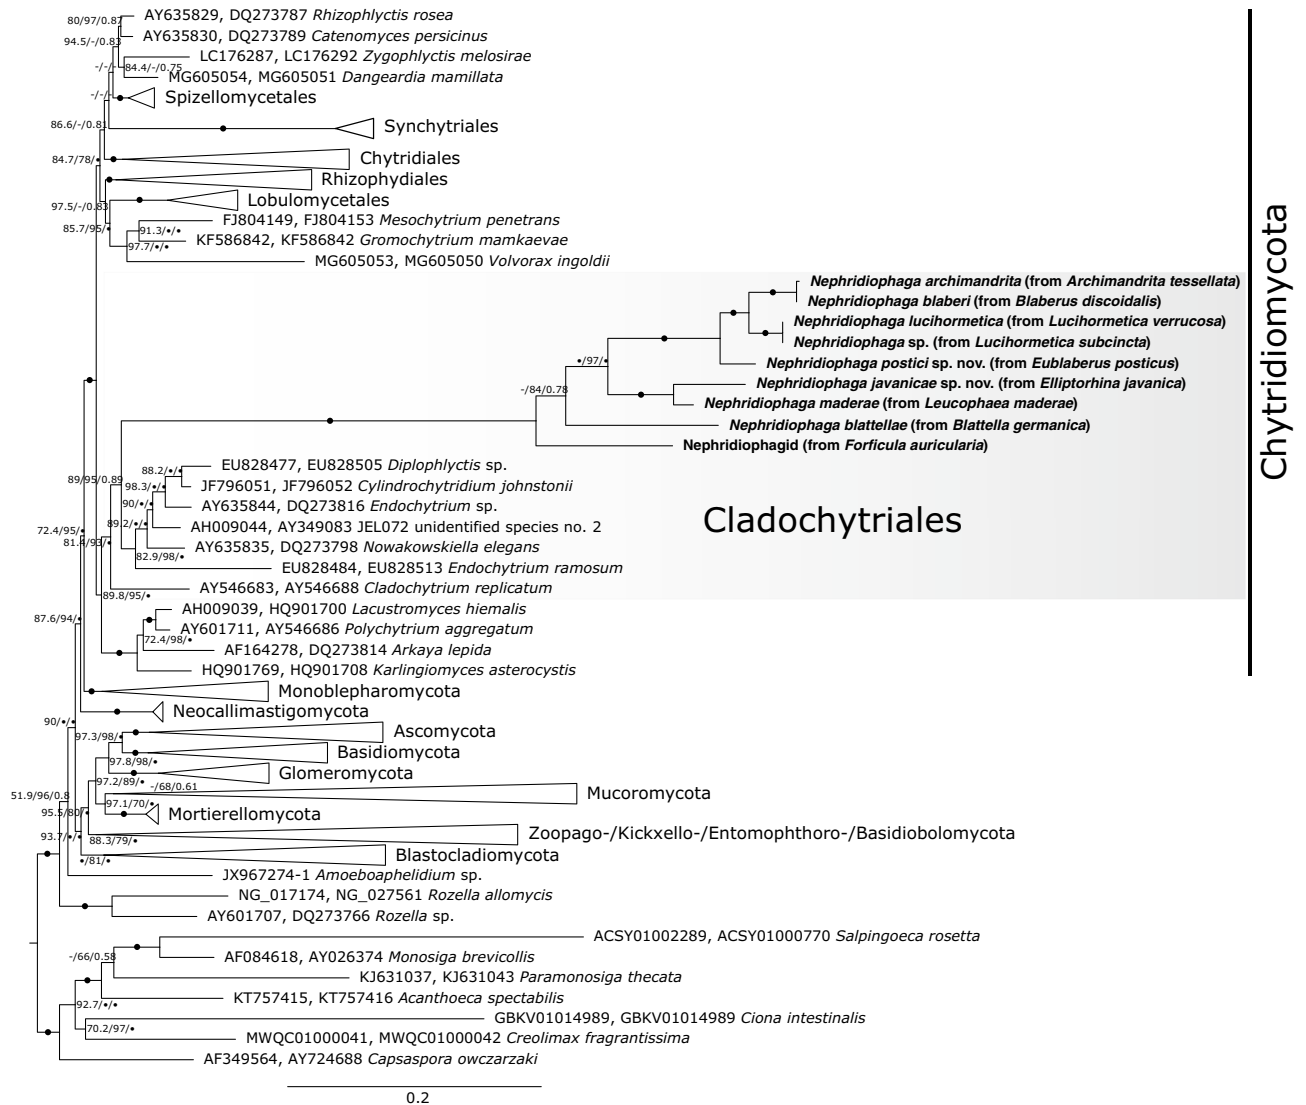 80/97/0.87
AY635829, DQ273787 Rhizophlyctis rosea
94.5/-/0.83
AY635830, DQ273789 Catenomyces persicinus
LC176287, LC176292 Zygophlyctis melosirae
-/-/-
84.4/-/0.75
MG605054, MG605051 Dangeardia mamillata
-/-/-
Spizellomycetales
86.6/-/0.81
Synchytriales
84.7/78/•
Chytridiales
Rhizophydiales
97.5/-/0.83
Lobulomycetales
85.7/95/•
FJ804149, FJ804153 Mesochytrium penetrans
91.3/•/•
KF586842, KF586842 Gromochytrium mamkaevae
97.7/•/•
MG605053, MG605050 Volvorax ingoldii
Chytridiomycota
Nephridiophaga archimandrita (from Archimandrita tessellata)
Nephridiophaga blaberi (from Blaberus discoidalis)
Nephridiophaga lucihormetica (from Lucihormetica verrucosa)
Nephridiophaga sp. (from Lucihormetica subcincta)
•/97/•
Nephridiophaga postici sp. nov. (from Eublaberus posticus)
-/84/0.78
Nephridiophaga javanicae sp. nov. (from Elliptorhina javanica)
Nephridiophaga maderae (from Leucophaea maderae)
Nephridiophaga blattellae (from Blattella germanica)
Nephridiophagid (from Forficula auricularia)
88.2/•/•
EU828477, EU828505 Diplophlyctis sp.
89/95/0.89
98.3/•/•
JF796051, JF796052 Cylindrochytridium johnstonii
90/•/•
AY635844, DQ273816 Endochytrium sp.
89.2/•/•
AH009044, AY349083 JEL072 unidentified species no. 2
Cladochytriales
72.4/95/•
81.4/93/•
AY635835, DQ273798 Nowakowskiella elegans
82.9/98/•
EU828484, EU828513 Endochytrium ramosum
AY546683, AY546688 Cladochytrium replicatum
89.8/95/•
AH009039, HQ901700 Lacustromyces hiemalis
87.6/94/•
AY601711, AY546686 Polychytrium aggregatum
72.4/98/•
AF164278, DQ273814 Arkaya lepida
HQ901769, HQ901708 Karlingiomyces asterocystis
Monoblepharomycota
Neocallimastigomycota
90/•/•
Ascomycota
97.3/98/•
Basidiomycota
97.8/98/•
Glomeromycota
97.2/89/•
-/68/0.61
Mucoromycota
51.9/96/0.8
97.1/70/•
95.5/80/•
Mortierellomycota
93.7/•/•
88.3/79/•
Zoopago-/Kickxello-/Entomophthoro-/Basidiobolomycota
•/81/•
Blastocladiomycota
JX967274-1 Amoeboaphelidium sp.
NG_017174, NG_027561 Rozella allomycis
AY601707, DQ273766 Rozella sp.
ACSY01002289, ACSY01000770 Salpingoeca rosetta
-/66/0.58
AF084618, AY026374 Monosiga brevicollis
KJ631037, KJ631043 Paramonosiga thecata
92.7/•/•
KT757415, KT757416 Acanthoeca spectabilis
GBKV01014989, GBKV01014989 Ciona intestinalis
70.2/97/•
MWQC01000041, MWQC01000042 Creolimax fragrantissima
AF349564, AY724688 Capsaspora owczarzaki
0.2